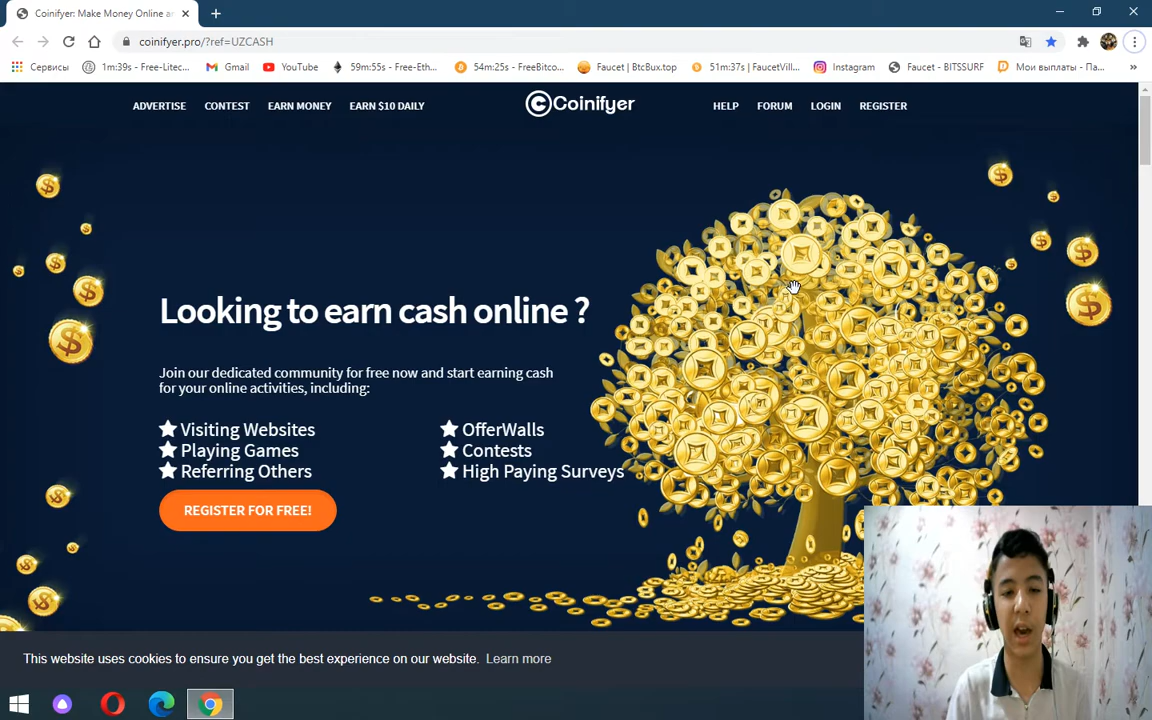 Coinifyer: Make Money Online a
coinifyer.pro/?ref=UZCASH
Сервисы
1m:39s - Free-Litec...
Gmail
YouTube
59m:55s - Free-Eth...
54m:25s - FreeBitco...
Faucet | BtcBux.top
51m:37s | FaucetVill...
Instagram
Faucet - BITSSURF
Мои выплаты - Па...
ADVERTISE
CONTEST
EARN MONEY
EARN $10 DAILY
Coinifyer
HELP
FORUM
LOGIN
REGISTER
Looking to earn cash online ?
Join our dedicated community for free now and start earning cash
for your online activities, including:
Visiting Websites
Playing Games
Referring Others
OfferWalls
Contests
High Paying Surveys
REGISTER FOR FREE!
This website uses cookies to ensure you get the best experience on our website. Learn more